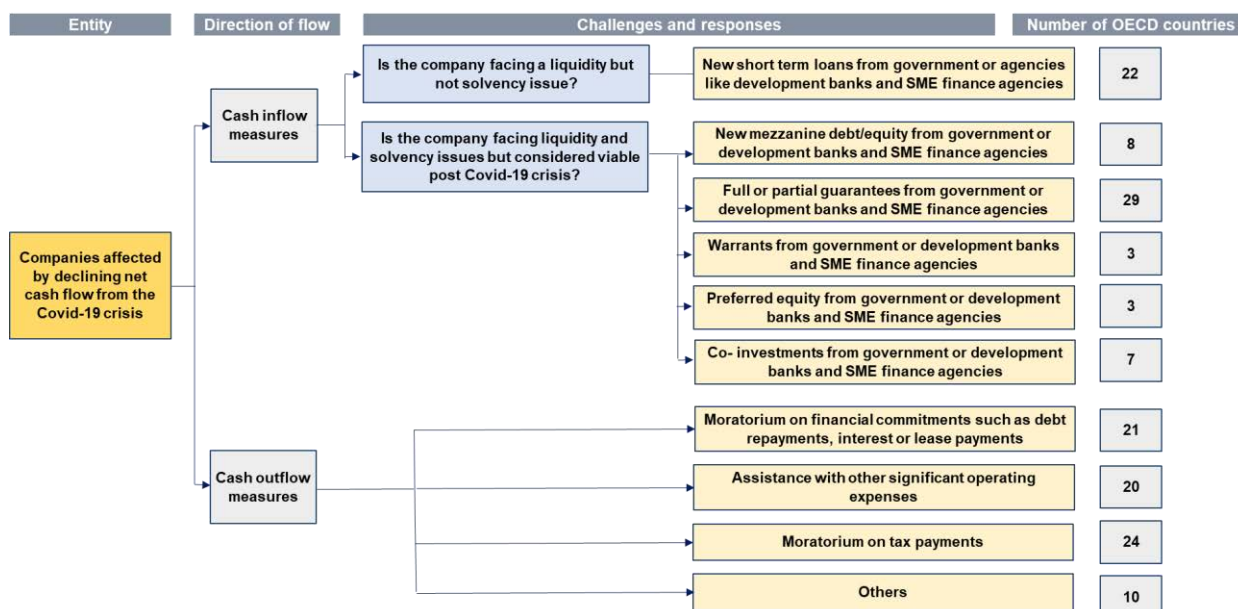 Entity
Direction of flow
Challenges and responses
Number of OECD countries
Is the company facing a liquidity but
not solvency issue?
New short term loans from government or agencies
like development banks and SME finance agencies
22
Cash inflow
measures
Is the company facing liquidity and
solvency issues but considered viable
post Covid-19 crisis?
New mezzanine debt/equity from government or
development banks and SME finance agencies
8
Full or partial guarantees from government or
development banks and SME finance agencies
29
Companies affected
by declining net
cash flow from the
Covid-19 crisis
Warrants from government or development banks
and SME finance agencies
3
Preferred equity from government or development
banks and SME finance agencies
3
Co- investments from government or development
banks and SME finance agencies
7
Moratorium on financial commitments such as debt
repayments, interest or lease payments
21
Cash outflow
measures
Assistance with other significant operating
expenses
20
Moratorium on tax payments
24
Others
10